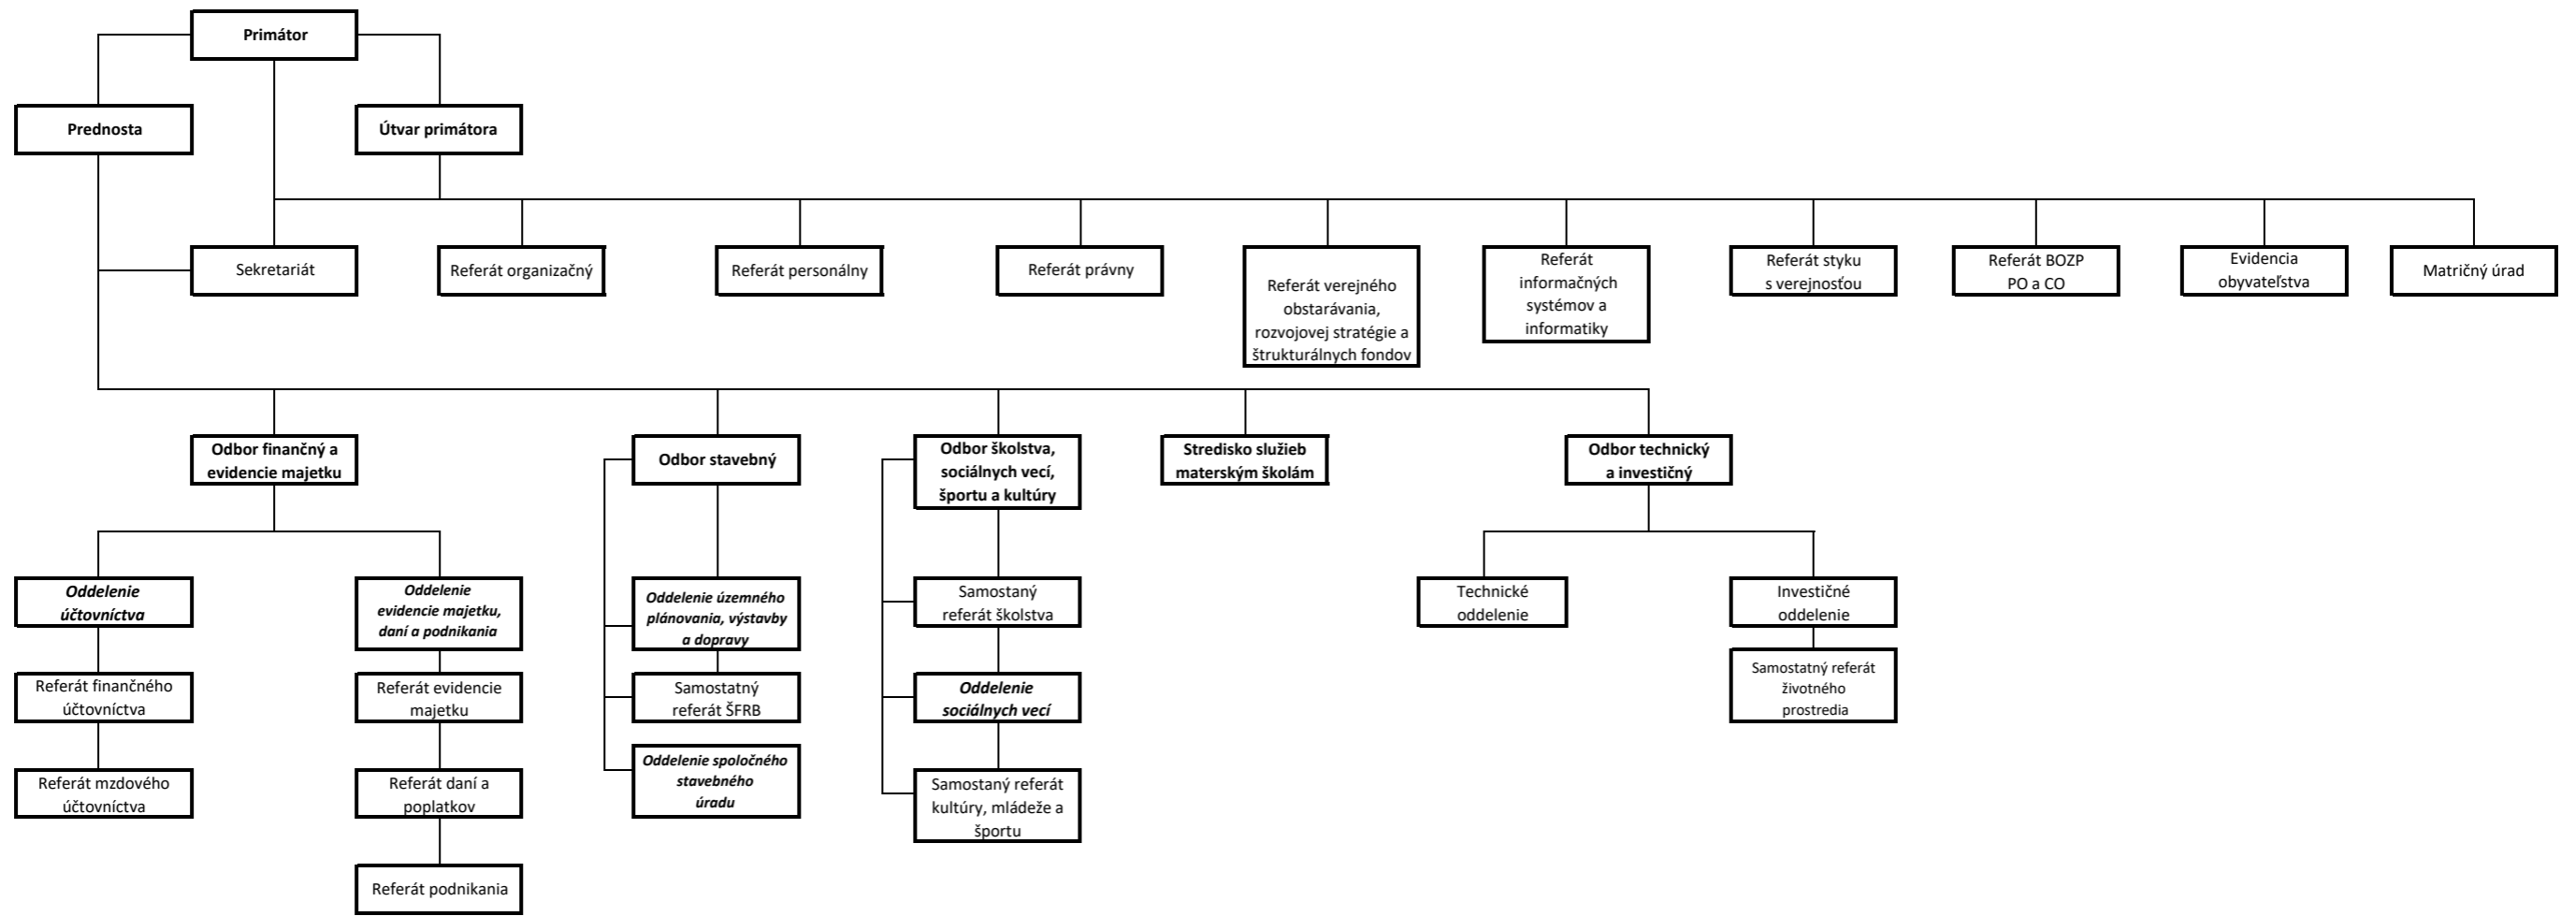 Primátor
Prednosta
Útvar primátora
Sekretariát
Referát organizačný
Referát personálny
Referát právny
Referát verejného
obstarávania,
rozvojovej stratégie a
štrukturálnych fondov
Referát
informačných
systémov a
informatiky
Referát styku
s verejnosťou
Referát BOZP
PO a CO
Evidencia
obyvateľstva
Matričný úrad
Odbor finančný a
evidencie majetku
Odbor stavebný
Odbor školstva,
sociálnych vecí,
športu a kultúry
Stredisko služieb
materským školám
Odbor technický
a investičný
Oddelenie
účtovníctva
Oddelenie
evidencie majetku,
daní a podnikania
Oddelenie územného
plánovania, výstavby
a dopravy
Samostaný
referát školstva
Technické
oddelenie
Investičné
oddelenie
Referát finančného
účtovníctva
Referát evidencie
majetku
Samostatný
referát ŠFRB
Oddelenie
sociálnych vecí
Samostatný referát
životného
prostredia
Referát mzdového
účtovníctva
Referát daní a
poplatkov
Oddelenie spoločného
stavebného
úradu
Samostaný referát
kultúry, mládeže a
športu
Referát podnikania